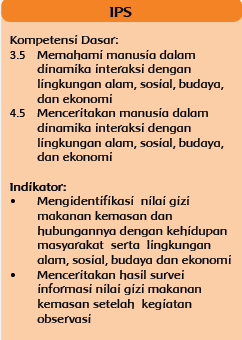 IPS
Kompetensi Dasar:
3.5 Memahami manusia dalam
dinamika interaksi dengan
lingkungan alam, sosial, budaya,
dan ekonomi
4.5 Menceritakan manusia dalam
dinamika interaksi dengan
lingkungan alam, sosial, budaya,
dan ekonomi
Indikator:
• Mengidentifikasi nilai gizi
makanan kemasan dan
hubungannya dengan kehidupan
masyarakat serta lingkungan
alam, sosial, budaya dan ekonomi
• Menceritakan hasil survei
informasi nilai gizi makanan
kemasan setelah kegiatan
observasi